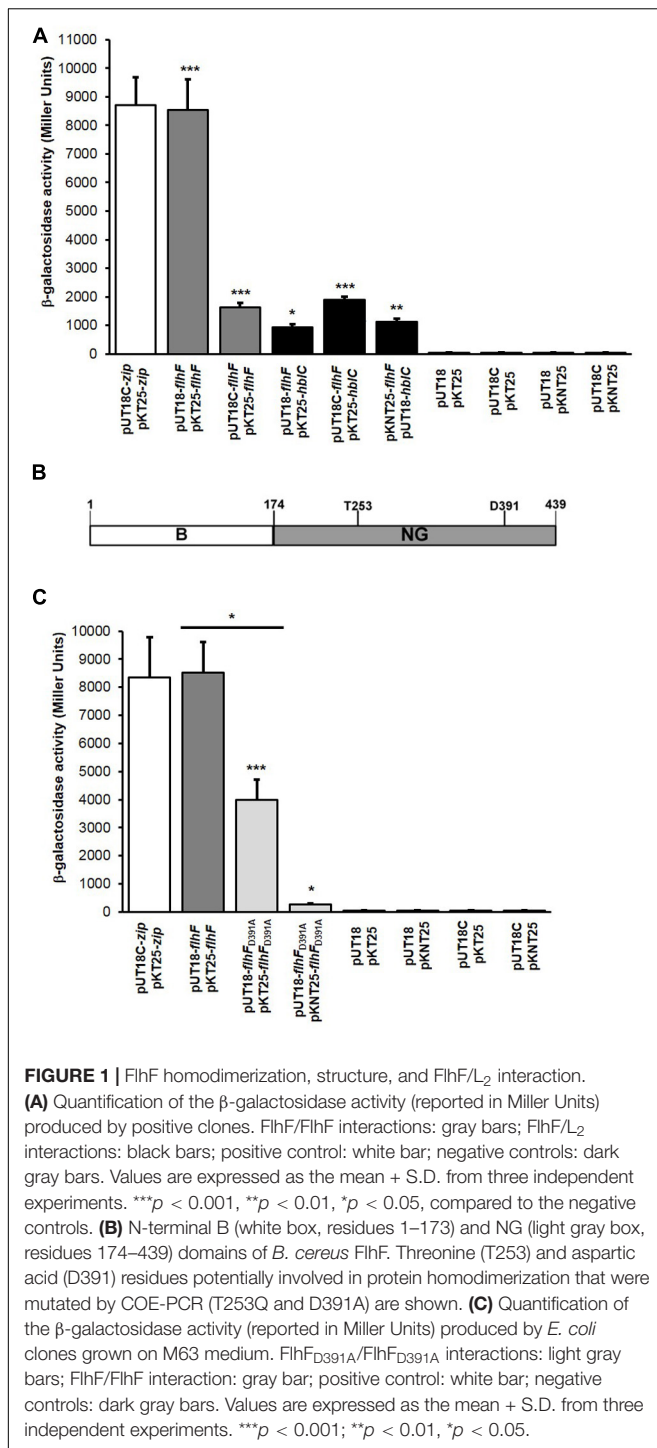 A
β-galactosidase activity (Miller Units)
11000
10000
9000
8000
7000
6000
5000
4000
3000
2000
1000
0
***
***
*
***
**
pUT18C-zip
pKT25-zip
pUT18-flhF
pKT25-flhF
pUT18C-flhF
pKT25-flhF
pUT18-flhF
pKT25-hblC
pUT18C-flhF
pKT25-hblC
pKNT25-flhF
pUT18-hblC
pUT18
pKT25
pUT18C
pKT25
pUT18
pKNT25
pUT18C
pKNT25
B
1 174 T253 D391 439
B NG
C
β-galactosidase activity (Miller Units)
10000
9000
8000
7000
6000
5000
4000
3000
2000
1000
0
*
***
*
pUT18C-zip
pKT25-zip
pUT18-flhF
pKT25-flhF
pUT18-flhFD391A
pKT25-flhFD391A
pUT18-flhFD391A
pKNT25-flhFD391A
pUT18
pKT25
pUT18
pKNT25
pUT18C
pKT25
pUT18C
pKNT25
FIGURE 1 | FlhF homodimerization, structure, and FlhF/L2 interaction.
(A) Quantification of the β-galactosidase activity (reported in Miller Units)
produced by positive clones. FlhF/FlhF interactions: gray bars; FlhF/L2
interactions: black bars; positive control: white bar; negative controls: dark
gray bars. Values are expressed as the mean + S.D. from three independent
experiments. ***p < 0.001, **p < 0.01, *p < 0.05, compared to the negative
controls. (B) N-terminal B (white box, residues 1–173) and NG (light gray box,
residues 174–439) domains of B. cereus FlhF. Threonine (T253) and aspartic
acid (D391) residues potentially involved in protein homodimerization that were
mutated by COE-PCR (T253Q and D391A) are shown. (C) Quantification of
the β-galactosidase activity (reported in Miller Units) produced by E. coli
clones grown on M63 medium. FlhFD391A/FlhFD391A interactions: light gray
bars; FlhF/FlhF interaction: gray bar; positive control: white bar; negative
controls: dark gray bars. Values are expressed as the mean + S.D. from three
independent experiments. ***p < 0.001; **p < 0.01, *p < 0.05.